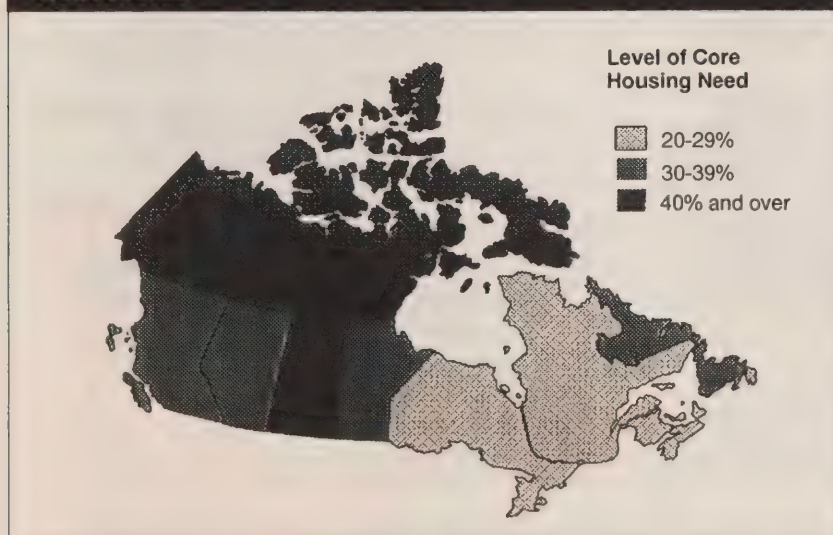 Level of Core
Housing Need
20-29%
30-39%
40% and over